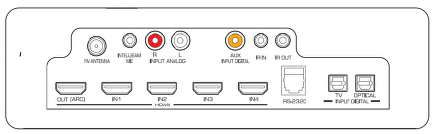 R L
FM ANTENNA INTELLIBEAM MIC INPUT ANALOG AUX INPUT DIGITAL IR IN IR OUT
OUT (ARC) IN1 IN2 IN3 IN4 RS-232C TV OPTICAL
HDMI INPUT DIGITAL